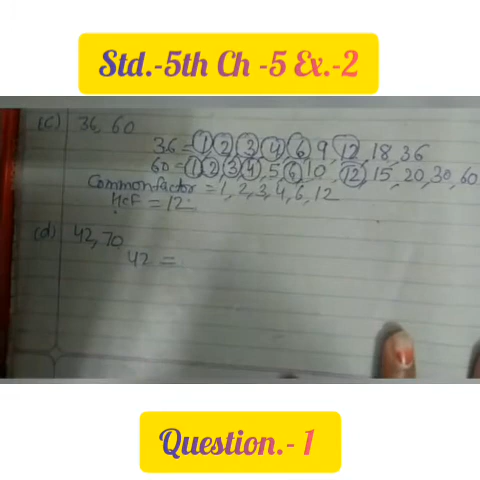 Std.-5th Ch -5 Ex.-2
(c) 36, 60
36 = 1, 2, 3, 4, 6, 9, 12, 18, 36
60 = 1, 2, 3, 4, 5, 6, 10, 12, 15, 20, 30, 60
Common factor = 1, 2, 3, 4, 6, 12
HCF = 12
(d) 42, 70
42 =
Question.- 1